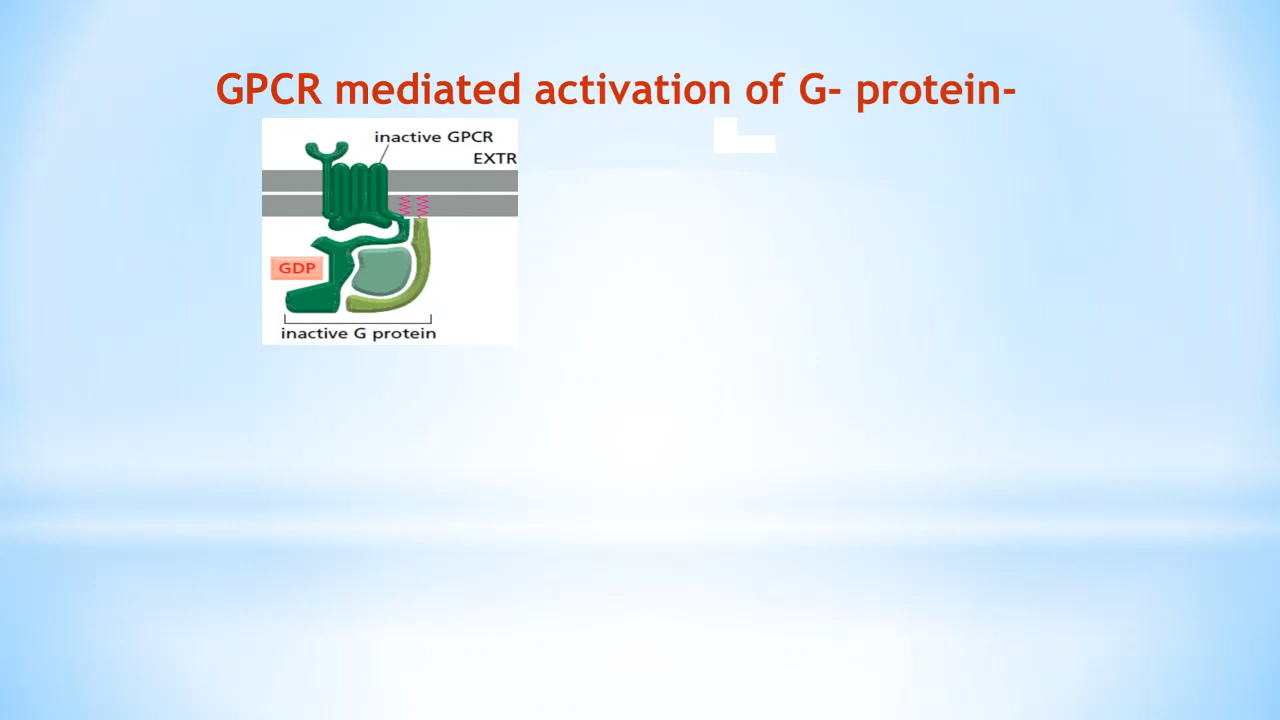 GPCR mediated activation of G- protein-
inactive GPCR
EXTR
GDP
inactive G protein